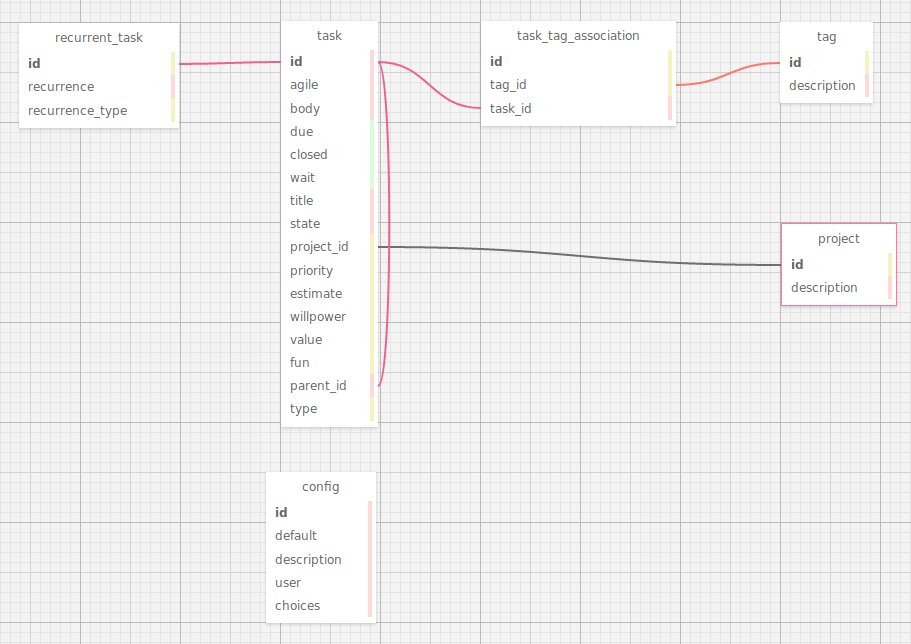 recurrent_task
id
recurrence
recurrence_type
task
id
agile
body
due
closed
wait
title
state
project_id
priority
estimate
willpower
value
fun
parent_id
type
task_tag_association
id
tag_id
task_id
tag
id
description
project
id
description
config
id
default
description
user
choices